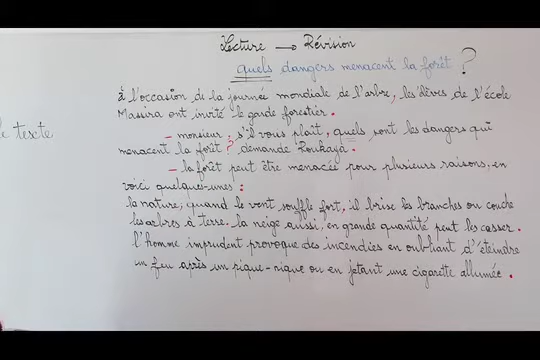 Lecture → Révision
quels dangers menacent la forêt ?
à l'occasion de la journée mondiale de l'arbre, les élèves de l'école
Massira ont invité le garde forestier.
le texte
- monsieur, s'il vous plaît, quels sont les dangers qui
menacent la forêt ? demande Roukaya.
- la forêt peut être menacée pour plusieurs raisons, en
voici quelques-unes :
la nature, quand le vent souffle fort, il brise les branches ou couche
les arbres à terre. la neige aussi, en grande quantité peut les casser.
l'homme imprudent provoque des incendies en oubliant d'éteindre
un feu après un pique-nique ou en jetant une cigarette allumée.